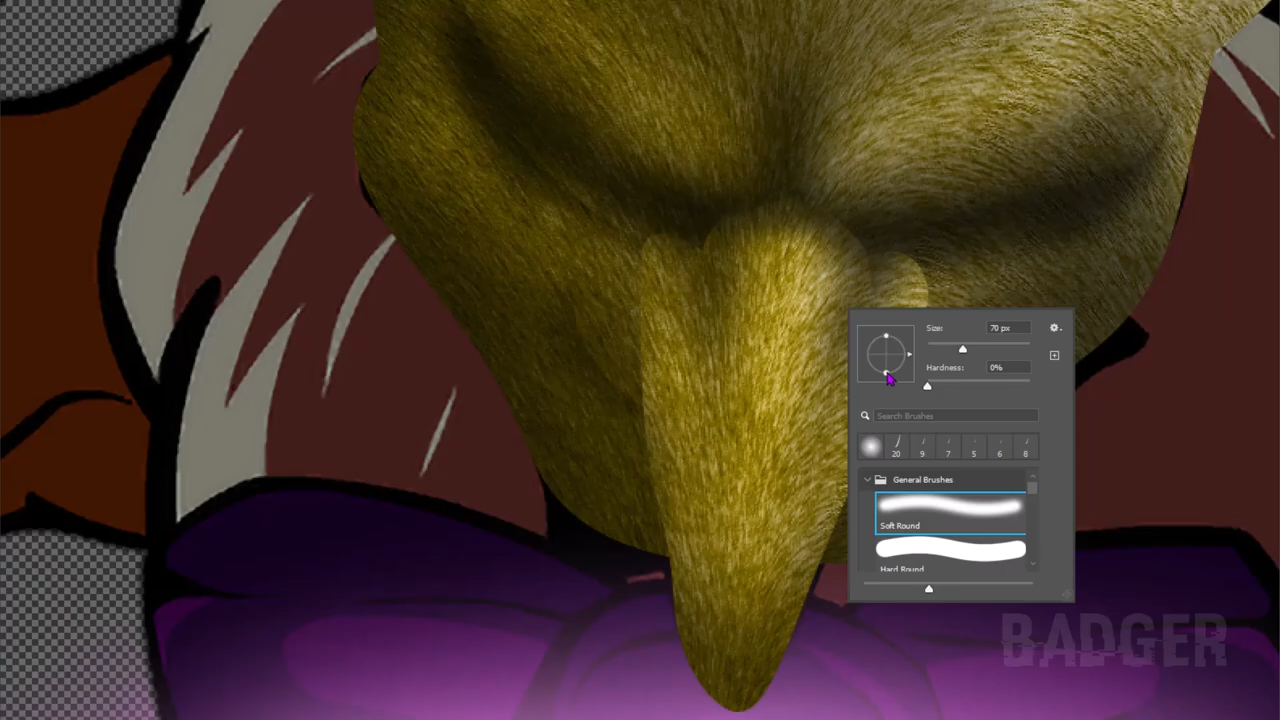 Size: 70 px
Hardness: 0%
Search Brushes
20 9 7 5 6 8
General Brushes
Soft Round
Hard Round
BADGER